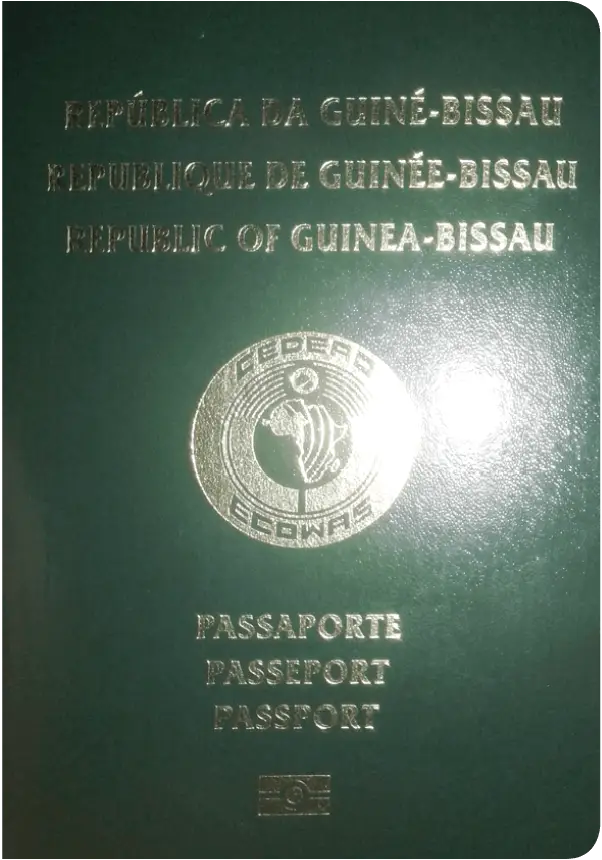 REPÚBLICA DA GUINÉ-BISSAU
REPUBLIQUE DE GUINÉE-BISSAU
REPUBLIC OF GUINEA-BISSAU
CEDEAO
ECOWAS
PASSAPORTE
PASSEPORT
PASSPORT